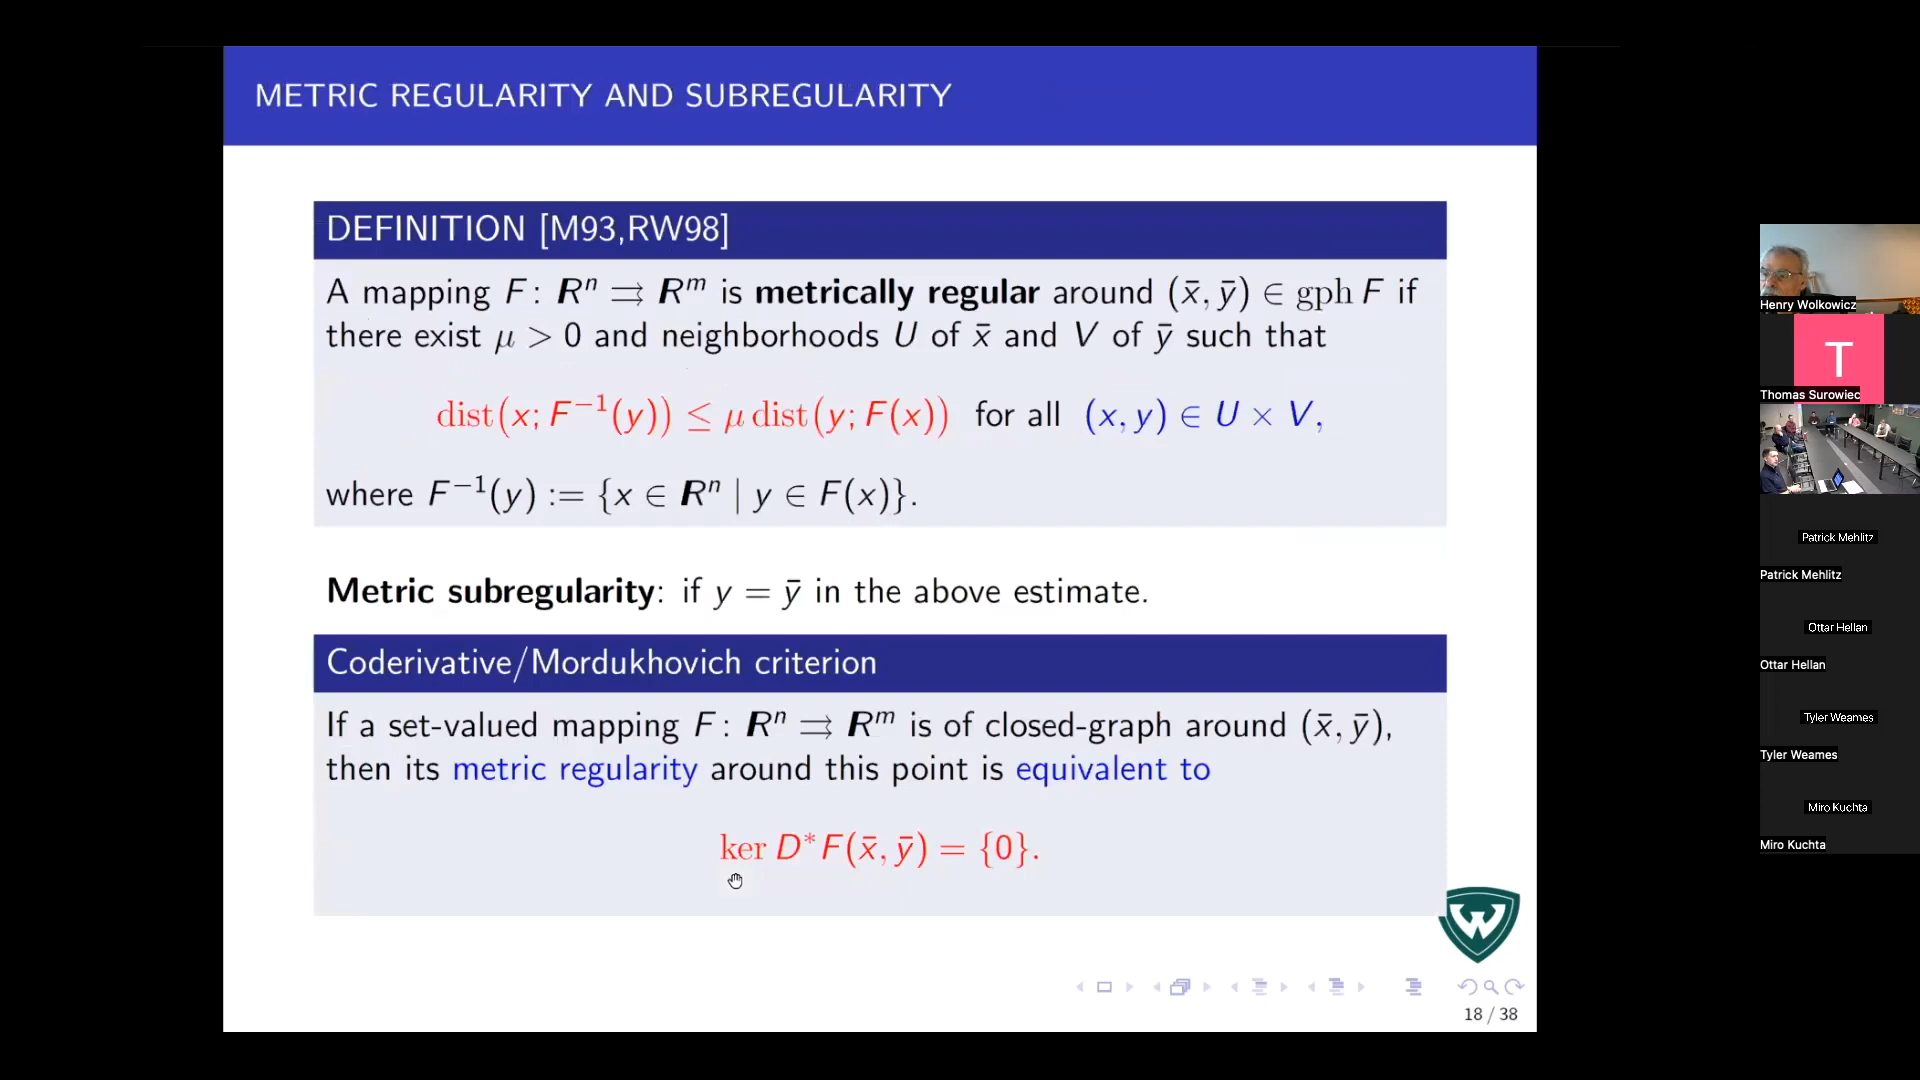 METRIC REGULARITY AND SUBREGULARITY
DEFINITION [M93,RW98]
A mapping F: Rⁿ ⇉ Rᵐ is metrically regular around (x̄, ȳ) ∈ gph F if
there exist μ > 0 and neighborhoods U of x̄ and V of ȳ such that
dist(x; F⁻¹(y)) ≤ μ dist(y; F(x)) for all (x, y) ∈ U × V,
where F⁻¹(y) := {x ∈ Rⁿ | y ∈ F(x)}.
Metric subregularity: if y = ȳ in the above estimate.
Coderivative/Mordukhovich criterion
If a set-valued mapping F: Rⁿ ⇉ Rᵐ is of closed-graph around (x̄, ȳ),
then its metric regularity around this point is equivalent to
ker D*F(x̄, ȳ) = {0}.
W
18 / 38
Henry Wolkowicz
T
Thomas Surowiec
Patrick Mehlitz
Patrick Mehlitz
Ottar Hellan
Ottar Hellan
Tyler Weames
Tyler Weames
Miro Kuchta
Miro Kuchta